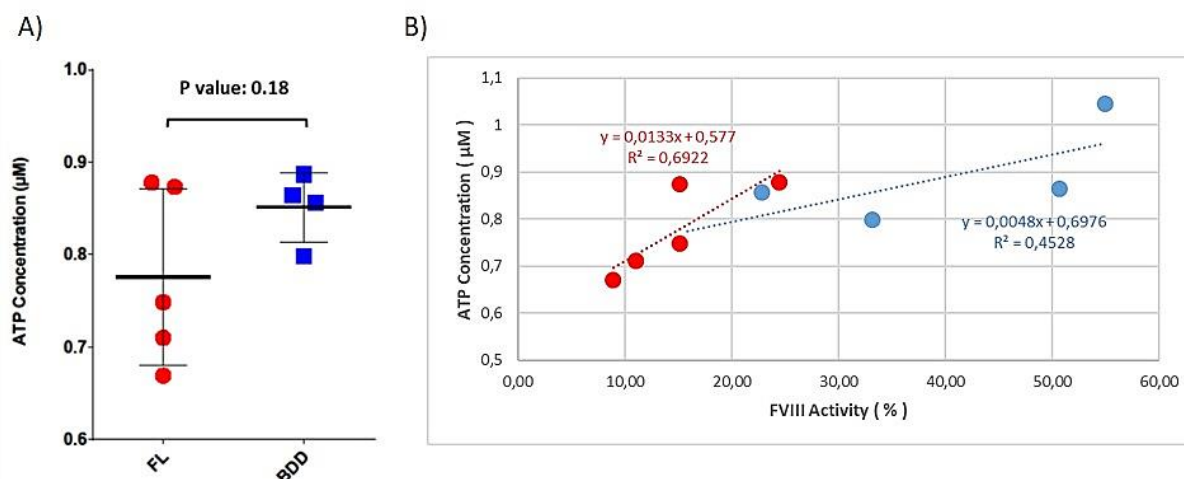 A)
ATP Concentration (µM)
1.0
0.9
0.8
0.7
0.6
P value: 0.18
FL
BDD
B)
ATP Concentration ( µM )
1,1
1
0,9
0,8
0,7
0,6
0,5
y = 0,0133x + 0,577
R² = 0,6922
y = 0,0048x + 0,6976
R² = 0,4528
0,00 10,00 20,00 30,00 40,00 50,00 60,00
FVIII Activity ( % )